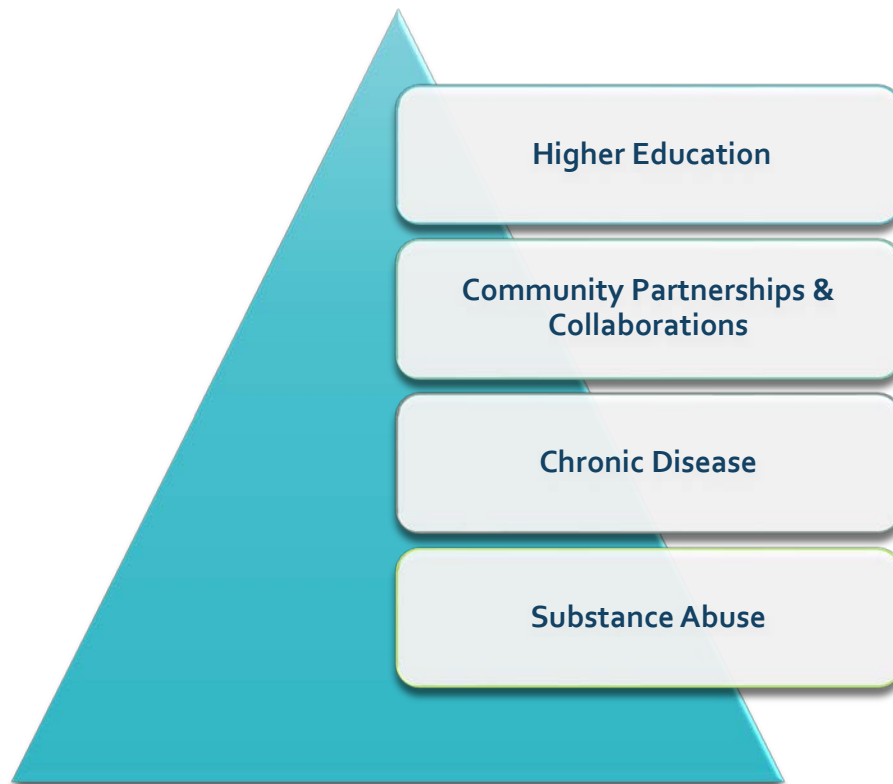 Higher Education
Community Partnerships &
Collaborations
Chronic Disease
Substance Abuse